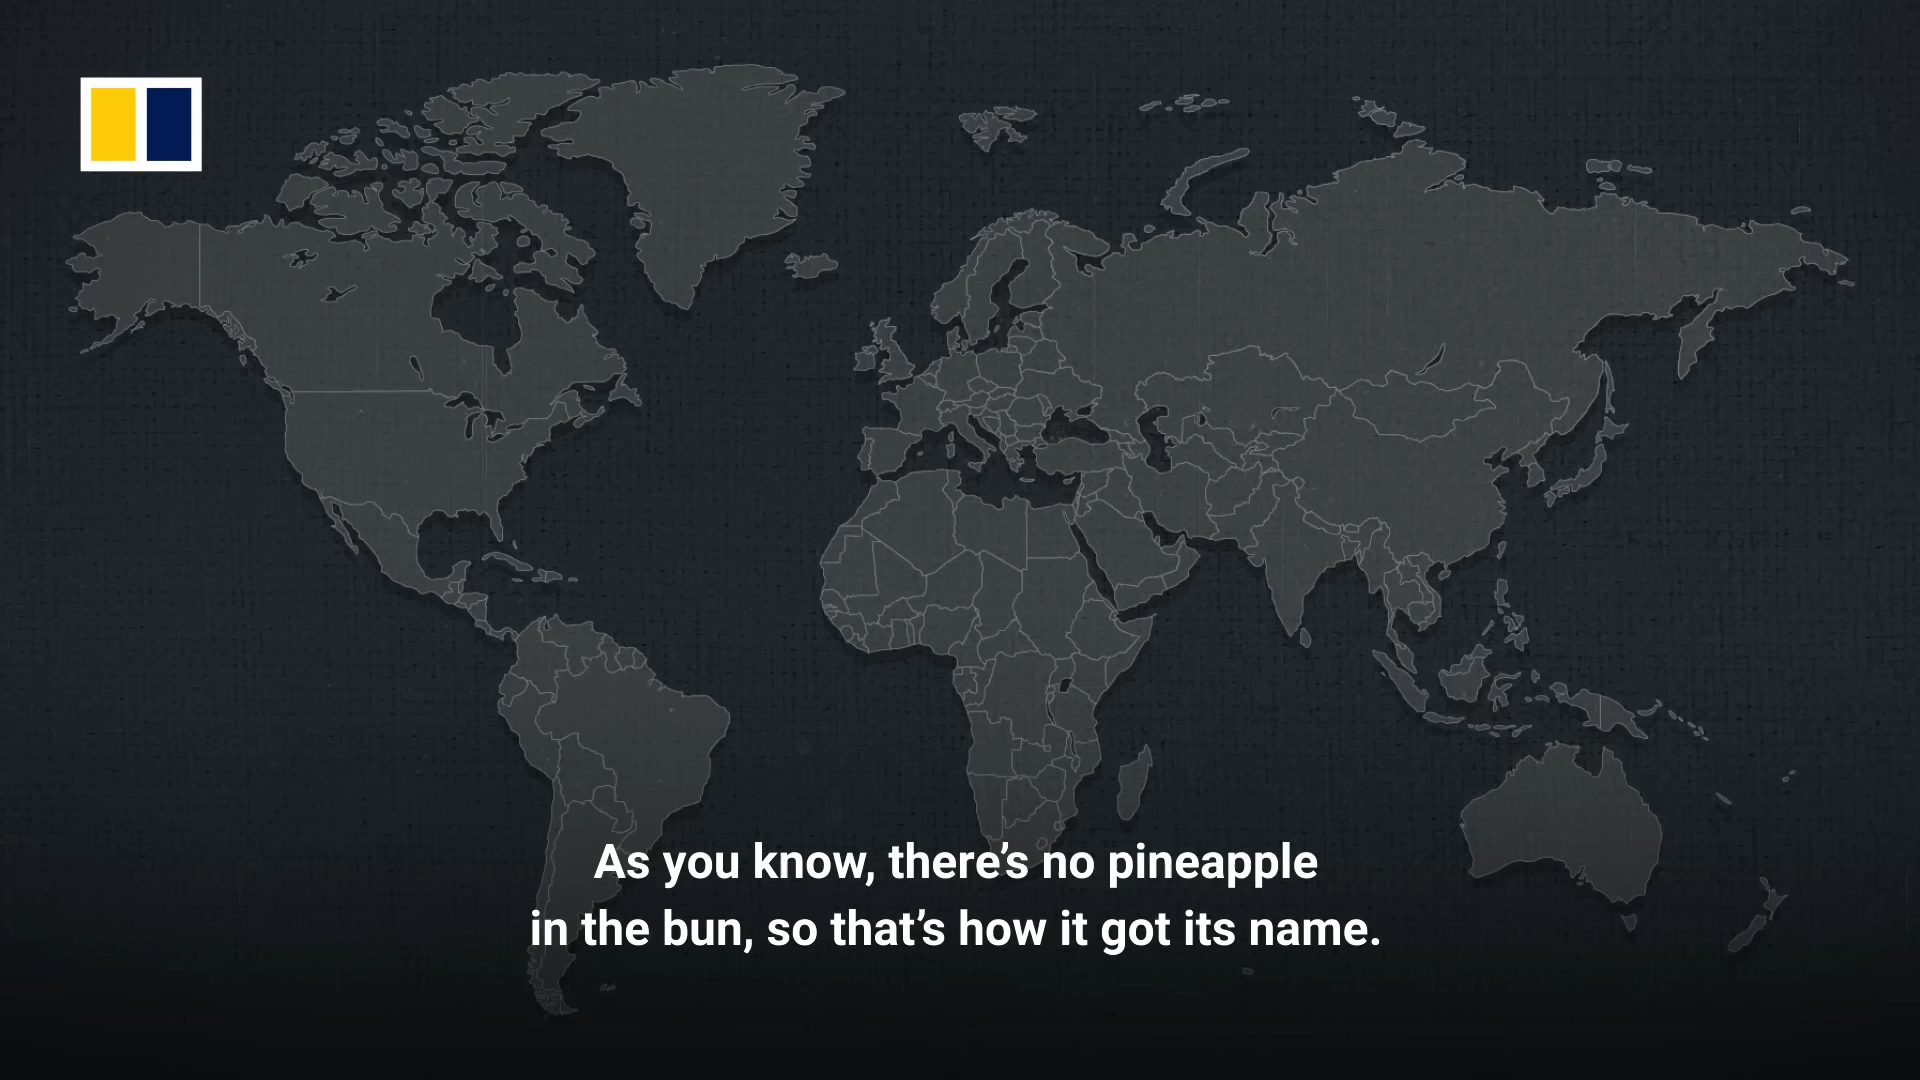 As you know, there’s no pineapple
in the bun, so that’s how it got its name.